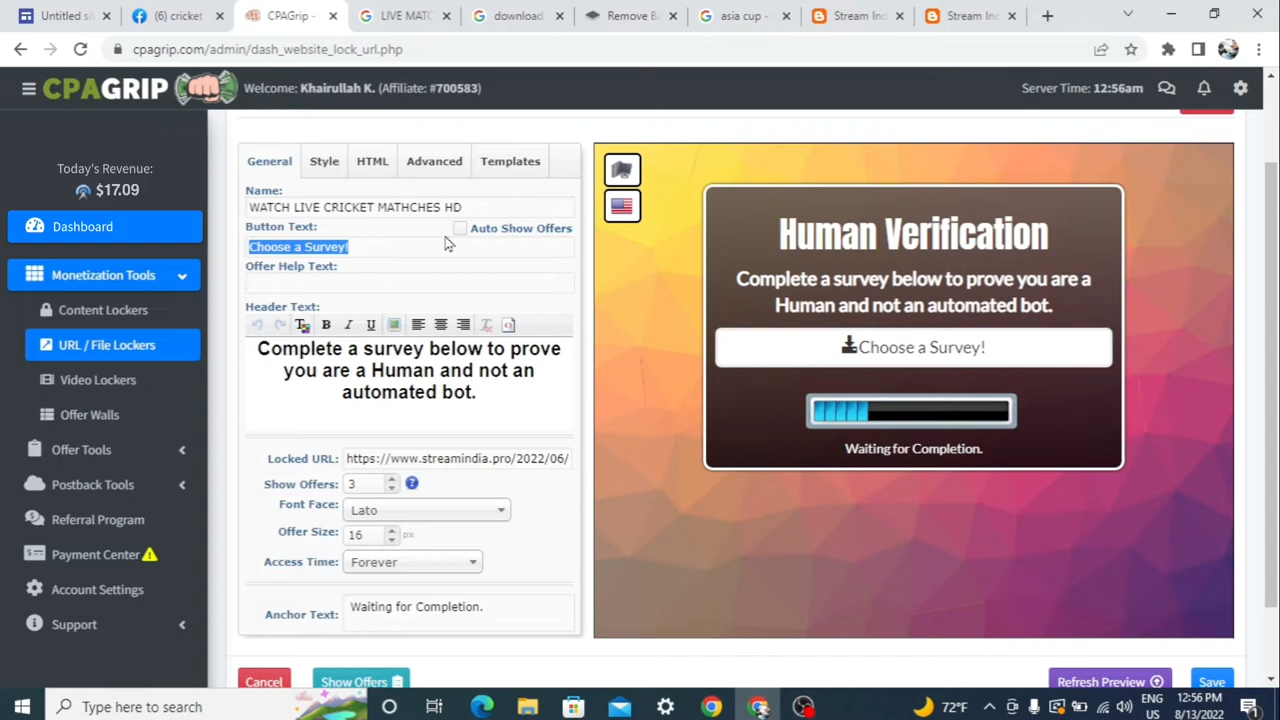 Untitled si
(6) cricket
CPAGrip -
LIVE MATC
download
Remove Ba
asia cup -
Stream Ind
Stream Ind
cpagrip.com/admin/dash_website_lock_url.php
CPAGRIP
Welcome: Khairullah K. (Affiliate: #700583)
Server Time: 12:56am
Today's Revenue:
$17.09
Dashboard
Monetization Tools
Content Lockers
URL / File Lockers
Video Lockers
Offer Walls
Offer Tools
Postback Tools
Referral Program
Payment Center
Account Settings
Support
General
Style
HTML
Advanced
Templates
Name:
WATCH LIVE CRICKET MATHCHES HD
Button Text:
Auto Show Offers
Choose a Survey!
Offer Help Text:
Header Text:
B I U
Complete a survey below to prove
you are a Human and not an
automated bot.
Locked URL: https://www.streamindia.pro/2022/06/
Show Offers: 3
Font Face: Lato
Offer Size: 16 px
Access Time: Forever
Anchor Text: Waiting for Completion.
Human Verification
Complete a survey below to prove you are a
Human and not an automated bot.
Choose a Survey!
Waiting for Completion.
Cancel
Show Offers
Refresh Preview
Save
Type here to search
72°F
ENG
US
12:56 PM
8/13/2022
1